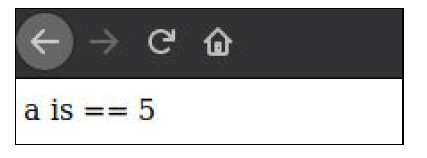 a is == 5